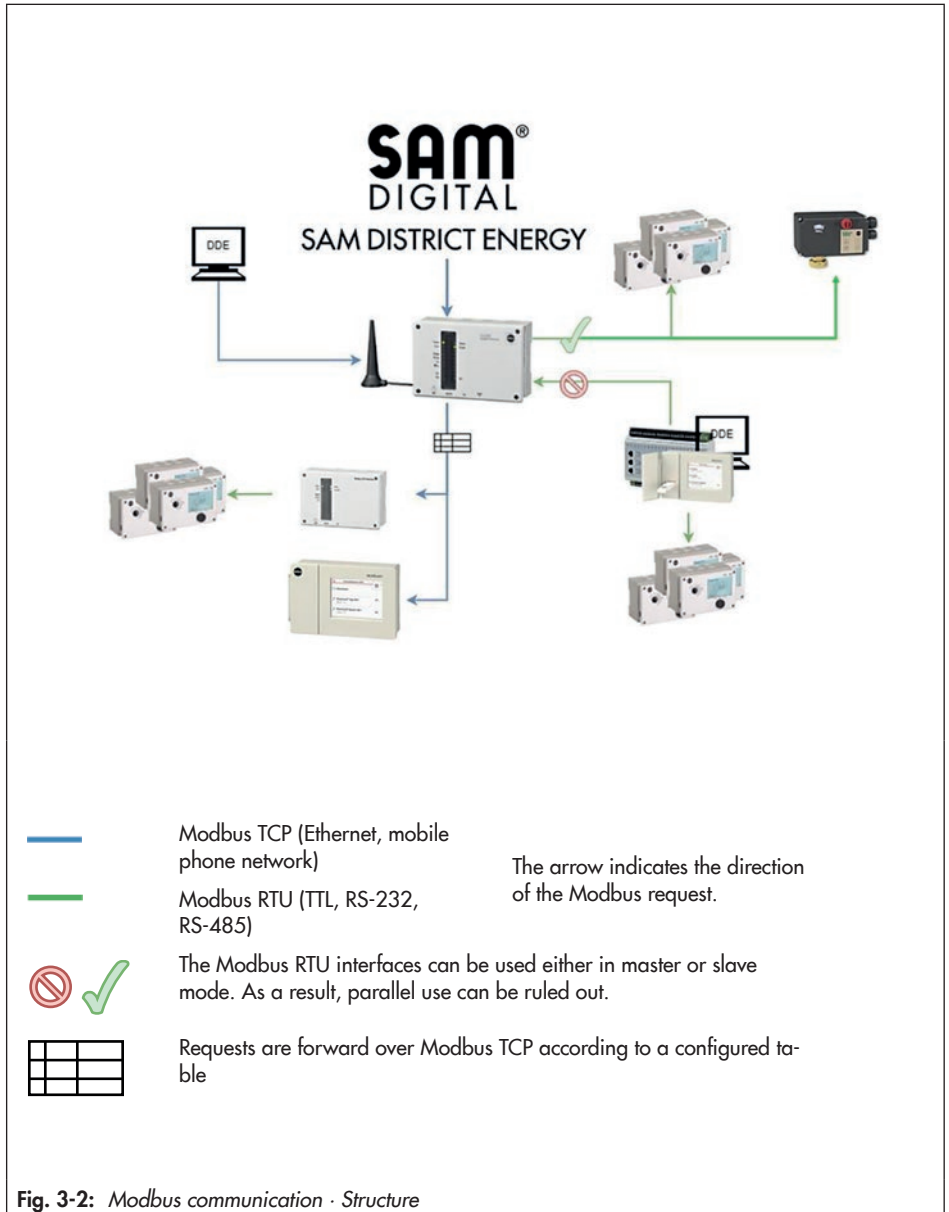 SAM®
DIGITAL
SAM DISTRICT ENERGY
DDE
DDE
Modbus TCP (Ethernet, mobile
phone network)
The arrow indicates the direction
of the Modbus request.
Modbus RTU (TTL, RS-232,
RS-485)
The Modbus RTU interfaces can be used either in master or slave
mode. As a result, parallel use can be ruled out.
Requests are forward over Modbus TCP according to a configured ta-
ble
Fig. 3-2: Modbus communication · Structure